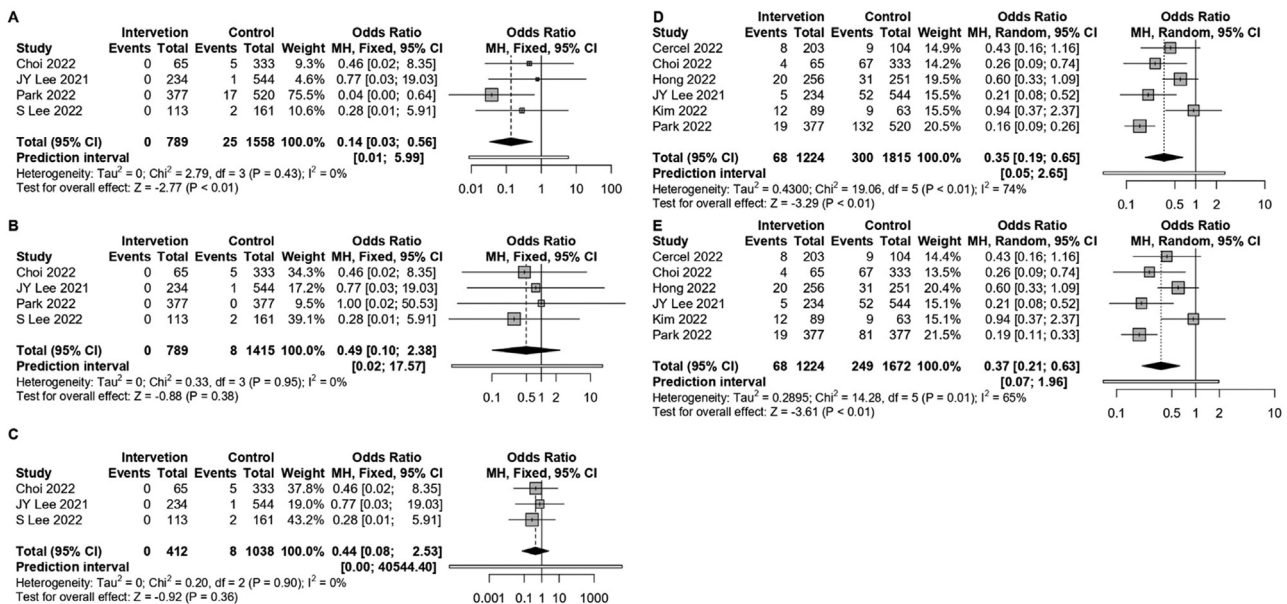 A
Intervetion Control Odds Ratio Odds Ratio
Study Events Total Events Total Weight MH, Fixed, 95% CI MH, Fixed, 95% CI
Choi 2022 0 65 5 333 9.3% 0.46 [0.02; 8.35]
JY Lee 2021 0 234 1 544 4.6% 0.77 [0.03; 19.03]
Park 2022 0 377 17 520 75.5% 0.04 [0.00; 0.64]
S Lee 2022 0 113 2 161 10.6% 0.28 [0.01; 5.91]
Total (95% CI) 0 789 25 1558 100.0% 0.14 [0.03; 0.56]
Prediction interval [0.01; 5.99]
Heterogeneity: Tau² = 0; Chi² = 2.79, df = 3 (P = 0.43); I² = 0%
Test for overall effect: Z = -2.77 (P < 0.01)
0.01 0.1 1 10 100
B
Intervetion Control Odds Ratio Odds Ratio
Study Events Total Events Total Weight MH, Fixed, 95% CI MH, Fixed, 95% CI
Choi 2022 0 65 5 333 34.3% 0.46 [0.02; 8.35]
JY Lee 2021 0 234 1 544 17.2% 0.77 [0.03; 19.03]
Park 2022 0 377 0 377 9.5% 1.00 [0.02; 50.53]
S Lee 2022 0 113 2 161 39.1% 0.28 [0.01; 5.91]
Total (95% CI) 0 789 8 1415 100.0% 0.49 [0.10; 2.38]
Prediction interval [0.02; 17.57]
Heterogeneity: Tau² = 0; Chi² = 0.33, df = 3 (P = 0.95); I² = 0%
Test for overall effect: Z = -0.88 (P = 0.38)
0.1 0.5 1 2 10
C
Intervetion Control Odds Ratio Odds Ratio
Study Events Total Events Total Weight MH, Fixed, 95% CI MH, Fixed, 95% CI
Choi 2022 0 65 5 333 37.8% 0.46 [0.02; 8.35]
JY Lee 2021 0 234 1 544 19.0% 0.77 [0.03; 19.03]
S Lee 2022 0 113 2 161 43.2% 0.28 [0.01; 5.91]
Total (95% CI) 0 412 8 1038 100.0% 0.44 [0.08; 2.53]
Prediction interval [0.00; 40544.40]
Heterogeneity: Tau² = 0; Chi² = 0.20, df = 2 (P = 0.90); I² = 0%
Test for overall effect: Z = -0.92 (P = 0.36)
0.001 0.1 1 10 1000
D
Intervetion Control Odds Ratio Odds Ratio
Study Events Total Events Total Weight MH, Random, 95% CI MH, Random, 95% CI
Cercel 2022 8 203 9 104 14.9% 0.43 [0.16; 1.16]
Choi 2022 4 65 67 333 14.2% 0.26 [0.09; 0.74]
Hong 2022 20 256 31 251 19.5% 0.60 [0.33; 1.09]
JY Lee 2021 5 234 52 544 15.5% 0.21 [0.08; 0.52]
Kim 2022 12 89 9 63 15.5% 0.94 [0.37; 2.37]
Park 2022 19 377 132 520 20.5% 0.16 [0.09; 0.26]
Total (95% CI) 68 1224 300 1815 100.0% 0.35 [0.19; 0.65]
Prediction interval [0.05; 2.65]
Heterogeneity: Tau² = 0.4300; Chi² = 19.06, df = 5 (P < 0.01); I² = 74%
Test for overall effect: Z = -3.29 (P < 0.01)
0.1 0.5 1 2 10
E
Intervetion Control Odds Ratio Odds Ratio
Study Events Total Events Total Weight MH, Random, 95% CI MH, Random, 95% CI
Cercel 2022 8 203 9 104 14.4% 0.43 [0.16; 1.16]
Choi 2022 4 65 67 333 13.5% 0.26 [0.09; 0.74]
Hong 2022 20 256 31 251 20.4% 0.60 [0.33; 1.09]
JY Lee 2021 5 234 52 544 15.1% 0.21 [0.08; 0.52]
Kim 2022 12 89 9 63 15.1% 0.94 [0.37; 2.37]
Park 2022 19 377 81 377 21.5% 0.19 [0.11; 0.33]
Total (95% CI) 68 1224 249 1672 100.0% 0.37 [0.21; 0.63]
Prediction interval [0.07; 1.96]
Heterogeneity: Tau² = 0.2895; Chi² = 14.28, df = 5 (P = 0.01); I² = 65%
Test for overall effect: Z = -3.61 (P < 0.01)
0.1 0.5 1 2 10